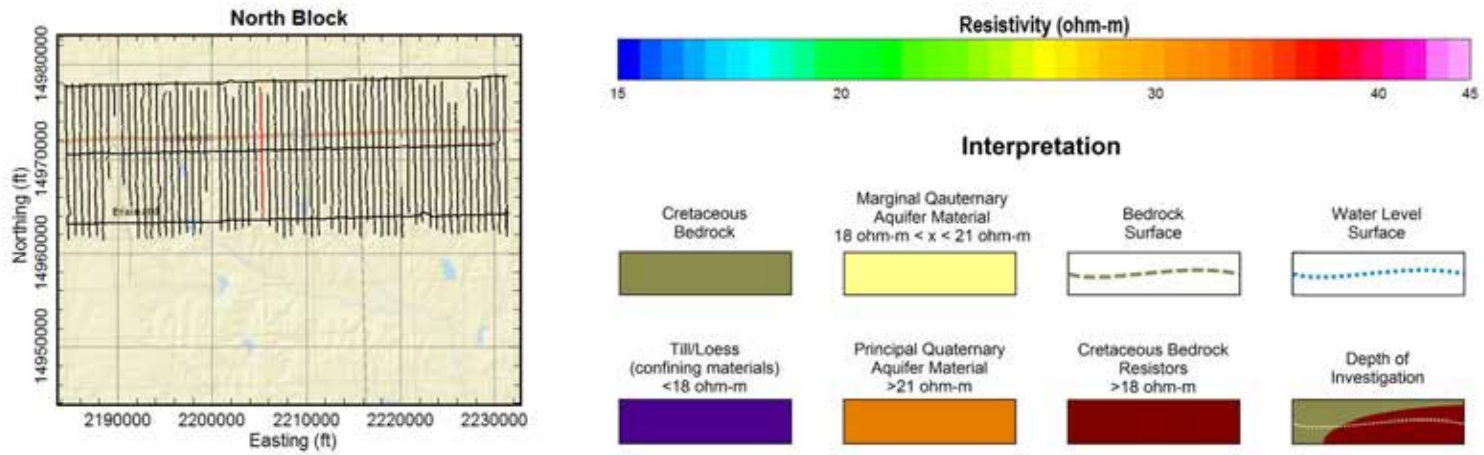 North Block
Northing (ft)
14980000
14970000
14960000
14950000
2190000 2200000 2210000 2220000 2230000
Easting (ft)
Resistivity (ohm-m)
15 20 30 40 45
Interpretation
Cretaceous
Bedrock
Marginal Qauternary
Aquifer Material
18 ohm-m < x < 21 ohm-m
Bedrock
Surface
Water Level
Surface
Till/Loess
(confining materials)
<18 ohm-m
Principal Quaternary
Aquifer Material
>21 ohm-m
Cretaceous Bedrock
Resistors
>18 ohm-m
Depth of
Investigation